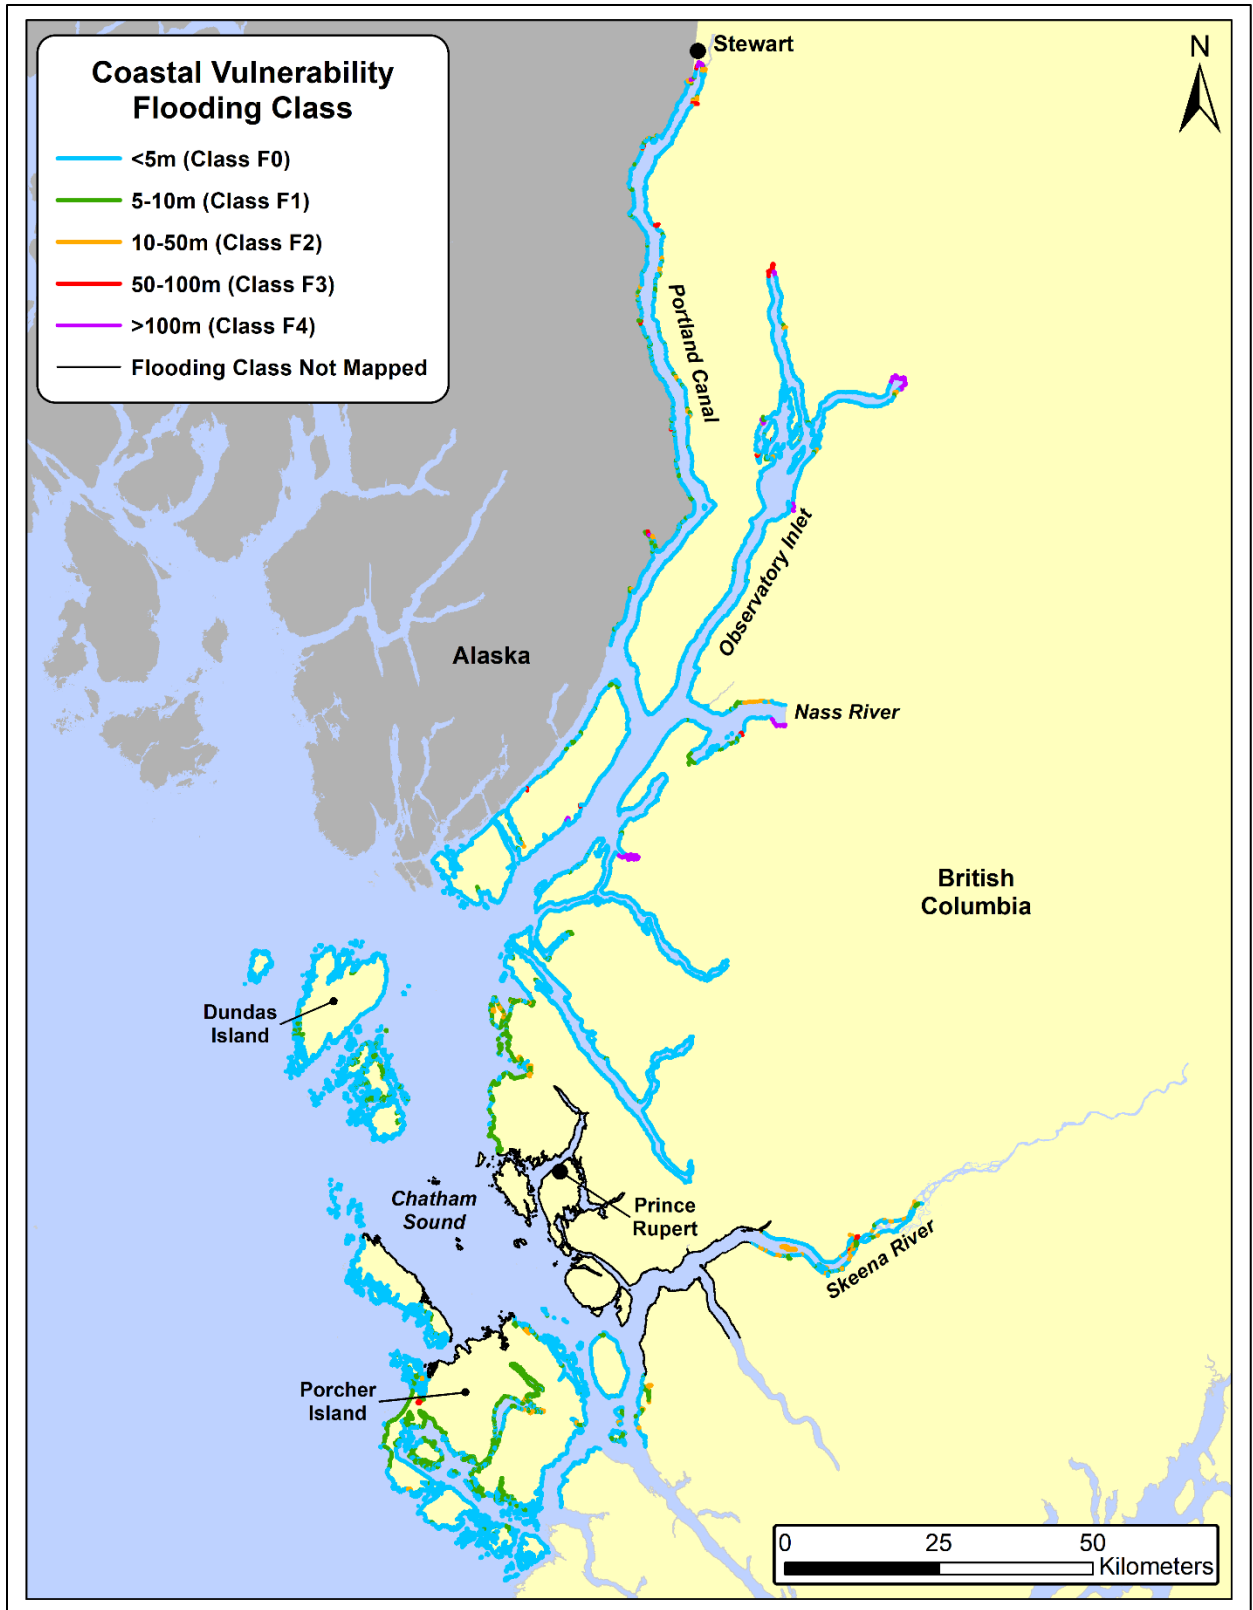 Coastal Vulnerability
Flooding Class
<5m (Class F0)
5-10m (Class F1)
10-50m (Class F2)
50-100m (Class F3)
>100m (Class F4)
Flooding Class Not Mapped
Stewart
N
Portland Canal
Observatory Inlet
Alaska
Nass River
British
Columbia
Dundas
Island
Chatham
Sound
Prince
Rupert
Skeena River
Porcher
Island
0 25 50
Kilometers